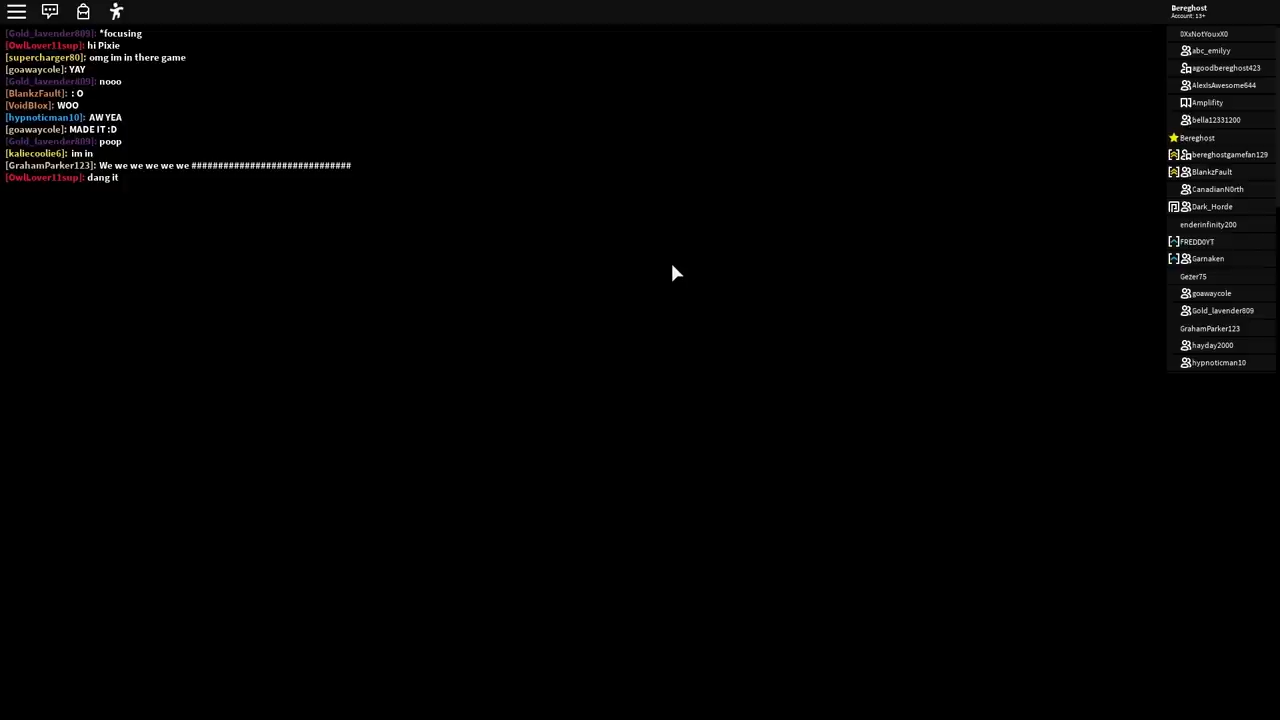 Bereghost
Account: 13+
[Gold_lavender809]: *focusing
[OwlLover11sup]: hi Pixie
[supercharger80]: omg im in there game
[goawaycole]: YAY
[Gold_lavender809]: nooo
[BlankzFault]: : O
[VoidBlox]: WOO
[hypnoticman10]: AW YEA
[goawaycole]: MADE IT :D
[Gold_lavender809]: poop
[kaliecoolie6]: im in
[GrahamParker123]: We we we we we we ##############################
[OwlLover11sup]: dang it
0XxNotYouxX0
abc_emilyy
agoodbereghost423
AlexIsAwesome644
Amplifity
bella12331200
Bereghost
bereghostgamefan129
BlankzFault
CanadianN0rth
Dark_Horde
enderinfinity200
FREDD0YT
Garnaken
Gezer75
goawaycole
Gold_lavender809
GrahamParker123
hayday2000
hypnoticman10